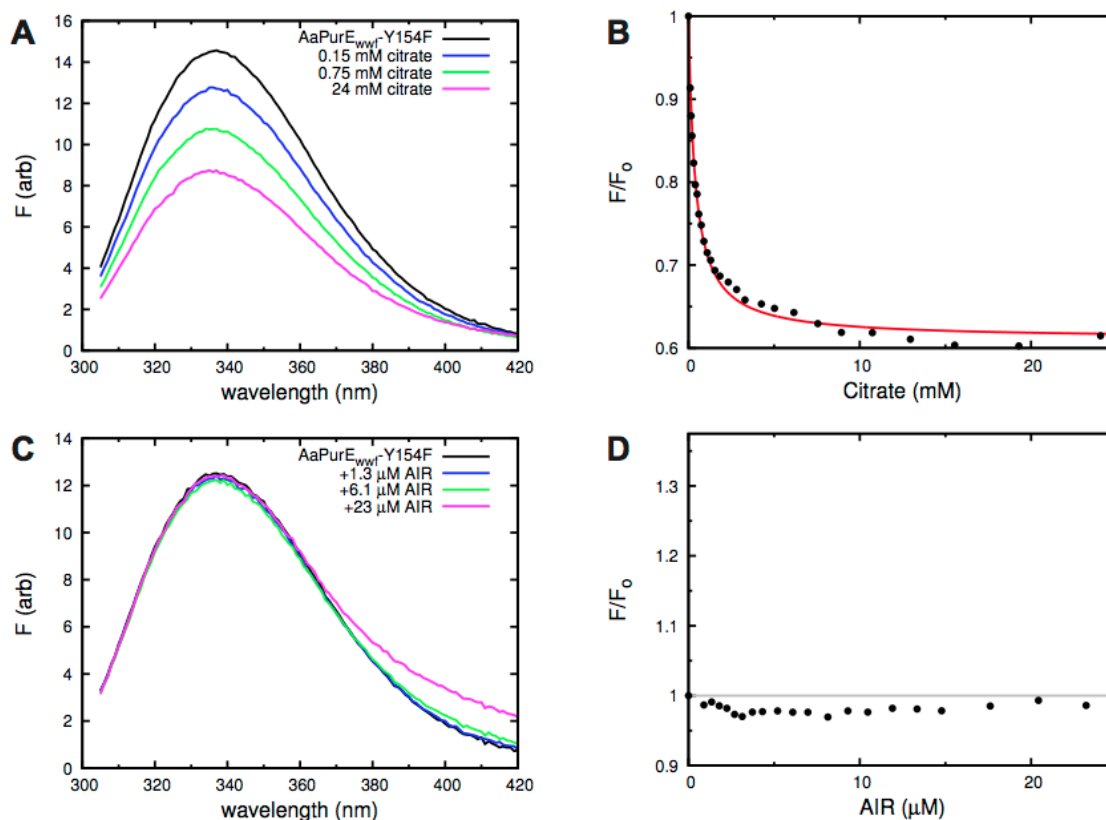 A
AaPurEwwf-Y154F
0.15 mM citrate
0.75 mM citrate
24 mM citrate
16
14
12
10
8
6
4
2
0
F (arb)
300 320 340 360 380 400 420
wavelength (nm)
B
1
0.9
0.8
0.7
0.6
F/Fo
0 10 20
Citrate (mM)
C
AaPurEwwf-Y154F
+1.3 μM AIR
+6.1 μM AIR
+23 μM AIR
14
12
10
8
6
4
2
0
F (arb)
300 320 340 360 380 400 420
wavelength (nm)
D
1.3
1.2
1.1
1
0.9
F/Fo
0 10 20
AIR (μM)